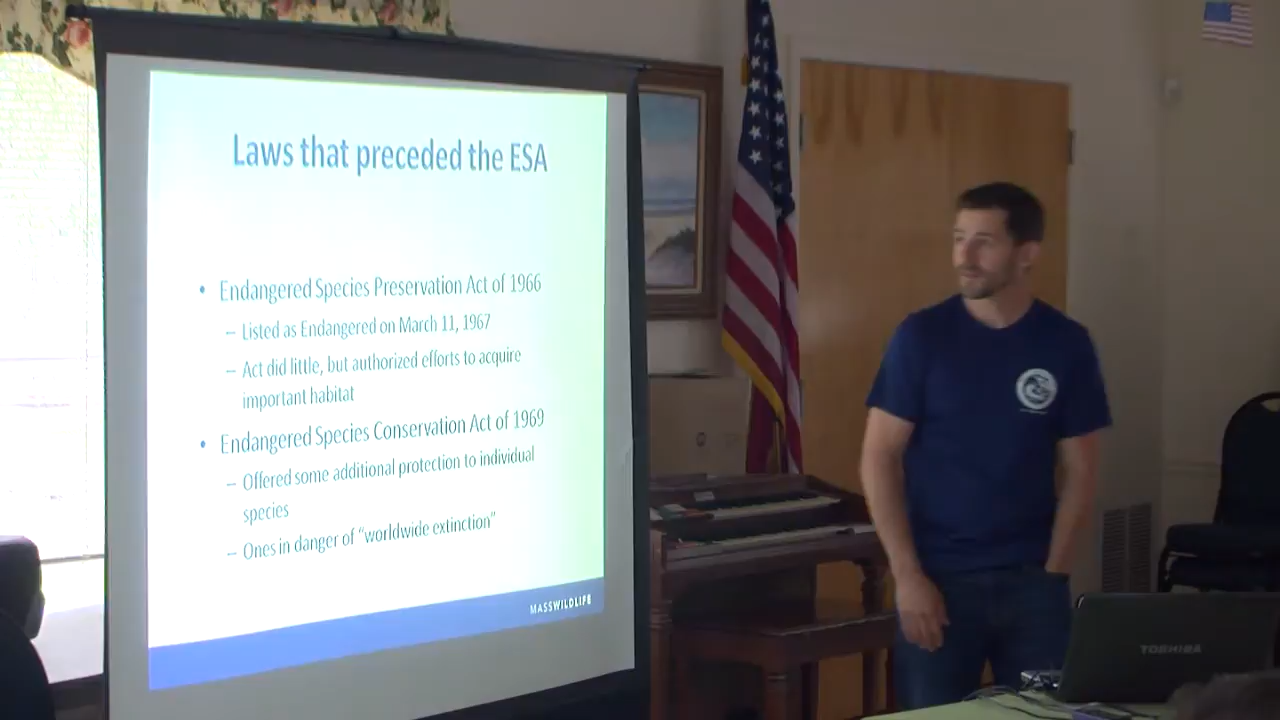 Laws that preceded the ESA
• Endangered Species Preservation Act of 1966
– Listed as Endangered on March 11, 1967
– Act did little, but authorized efforts to acquire
important habitat
• Endangered Species Conservation Act of 1969
– Offered some additional protection to individual
species
– Ones in danger of “worldwide extinction”
MASSWILDLIFE
TOSHIBA